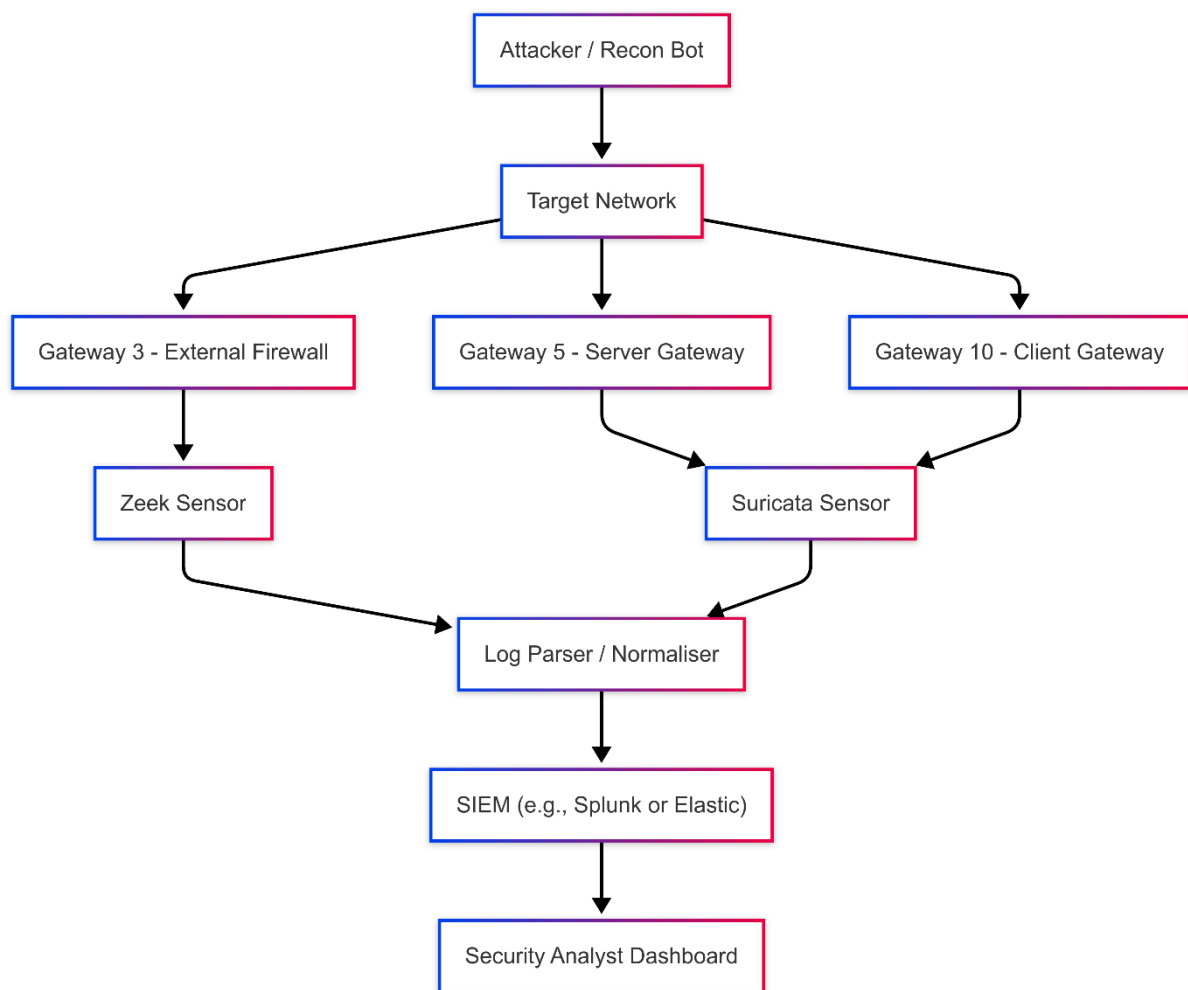 Attacker / Recon Bot
Target Network
Gateway 3 - External Firewall
Gateway 5 - Server Gateway
Gateway 10 - Client Gateway
Zeek Sensor
Suricata Sensor
Log Parser / Normaliser
SIEM (e.g., Splunk or Elastic)
Security Analyst Dashboard